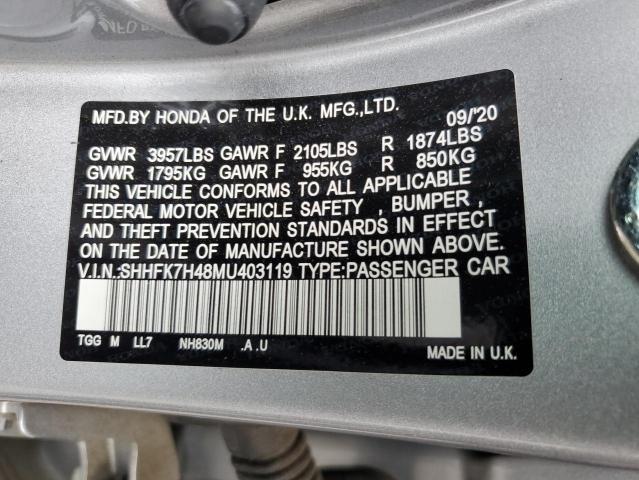 MFD.BY HONDA OF THE U.K. MFG.,LTD. 09/'20
GVWR 3957LBS GAWR F 2105LBS R 1874LBS
GVWR 1795KG GAWR F 955KG R 850KG
THIS VEHICLE CONFORMS TO ALL APPLICABLE
FEDERAL MOTOR VEHICLE SAFETY , BUMPER ,
AND THEFT PREVENTION STANDARDS IN EFFECT
ON THE DATE OF MANUFACTURE SHOWN ABOVE.
V.I.N.:SHHFK7H48MU403119 TYPE:PASSENGER CAR
TGG M LL7 NH830M .A .U MADE IN U.K.